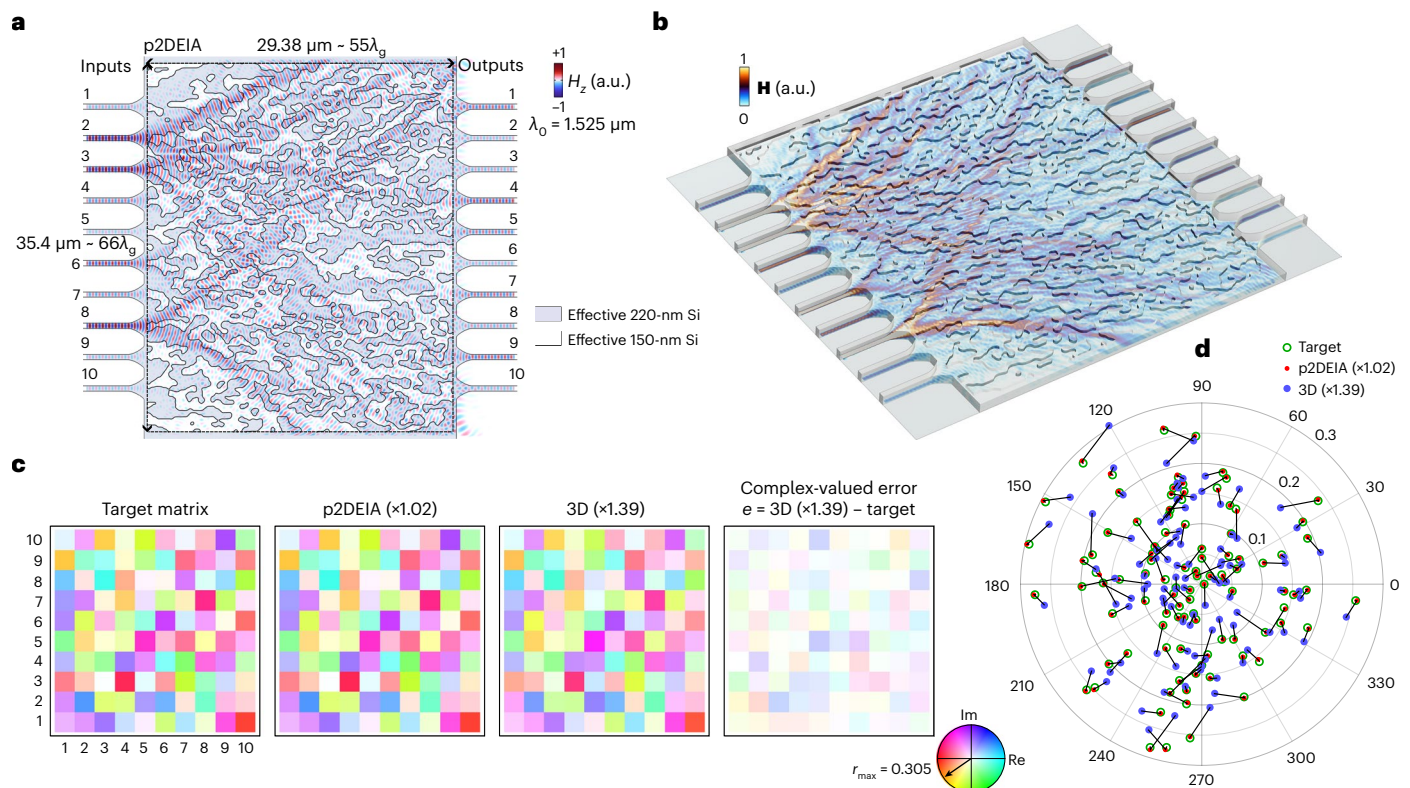 a
p2DEIA
29.38 µm ~ 55λg
Inputs
Outputs
+1
Hz (a.u.)
−1
λ0 = 1.525 µm
1
2
3
4
5
35.4 µm ~ 66λg
6
7
8
9
10
1
2
3
4
5
6
7
8
9
10
Effective 220-nm Si
Effective 150-nm Si
b
1
H (a.u.)
0
c
Target matrix
p2DEIA (×1.02)
3D (×1.39)
Complex-valued error
e = 3D (×1.39) – target
10
9
8
7
6
5
4
3
2
1
1 2 3 4 5 6 7 8 9 10
Im
Re
rmax = 0.305
d
Target
p2DEIA (×1.02)
3D (×1.39)
90
120
60
0.3
150
0.2
30
0.1
180
0
210
330
240
300
270